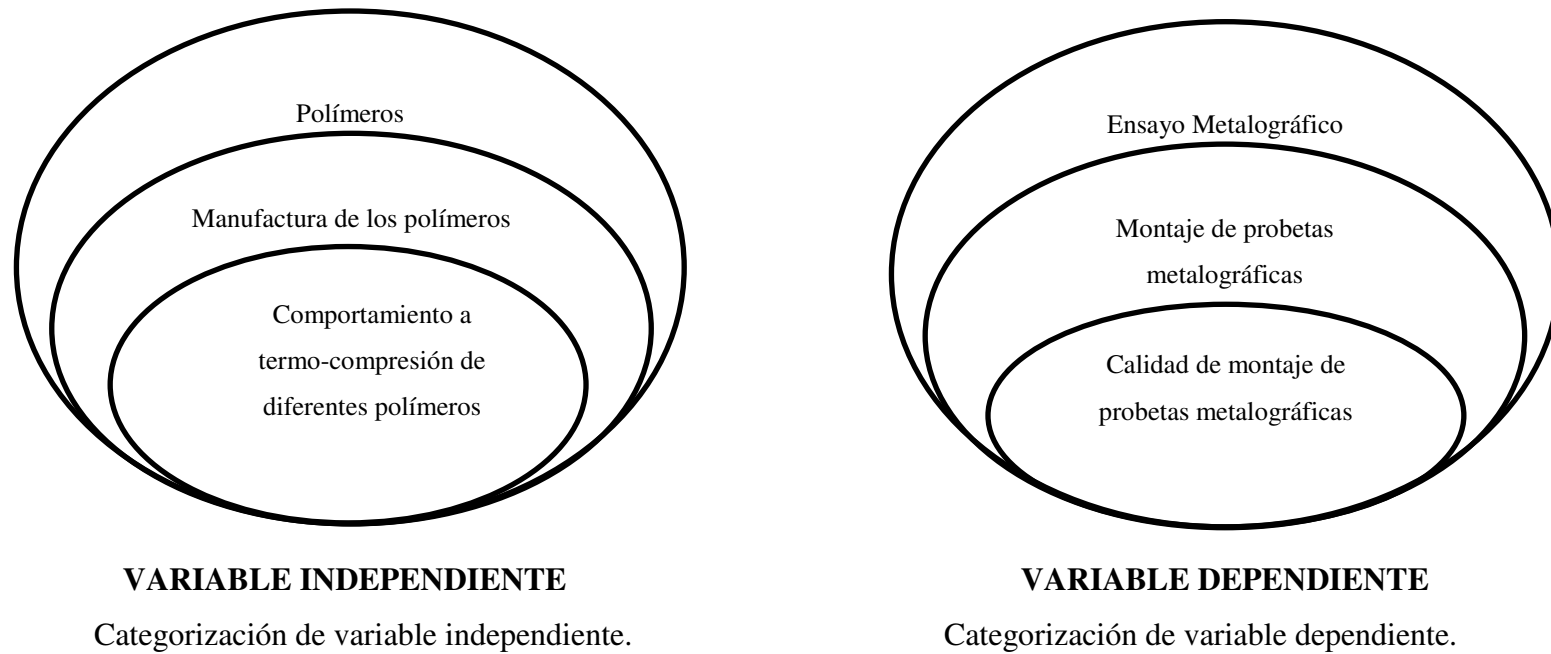 Polímeros
Manufactura de los polímeros
Comportamiento a
termo-compresión de
diferentes polímeros
VARIABLE INDEPENDIENTE
Categorización de variable independiente.
Ensayo Metalográfico
Montaje de probetas
metalográficas
Calidad de montaje de
probetas metalográficas
VARIABLE DEPENDIENTE
Categorización de variable dependiente.